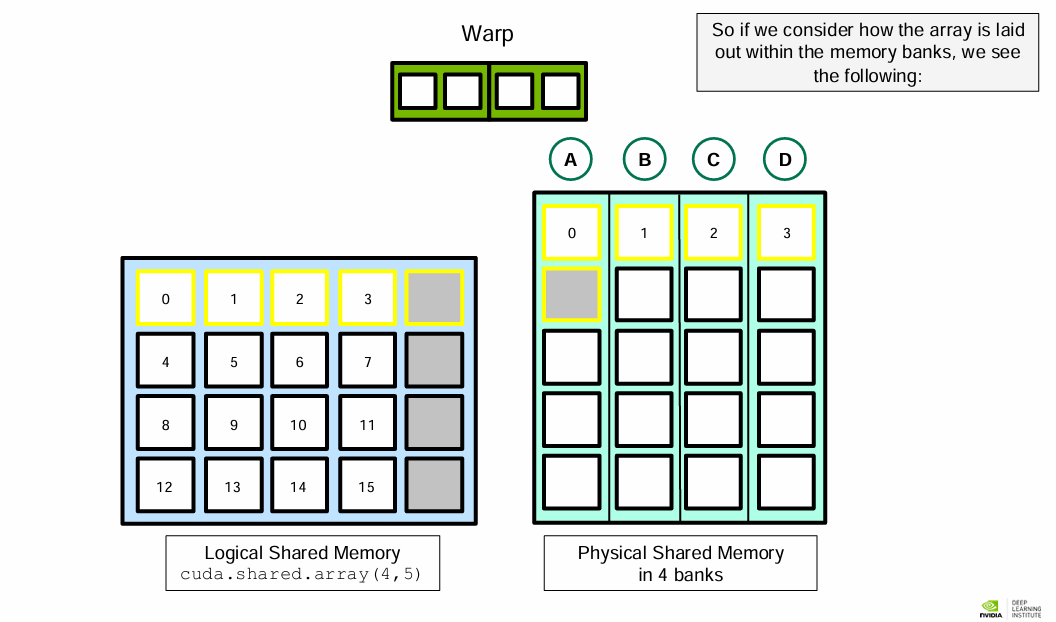 Warp
So if we consider how the array is laid
out within the memory banks, we see
the following:
A B C D
0 1 2 3
0 1 2 3
4 5 6 7
8 9 10 11
12 13 14 15
Logical Shared Memory
cuda.shared.array(4,5)
Physical Shared Memory
in 4 banks
NVIDIA
DEEP
LEARNING
INSTITUTE